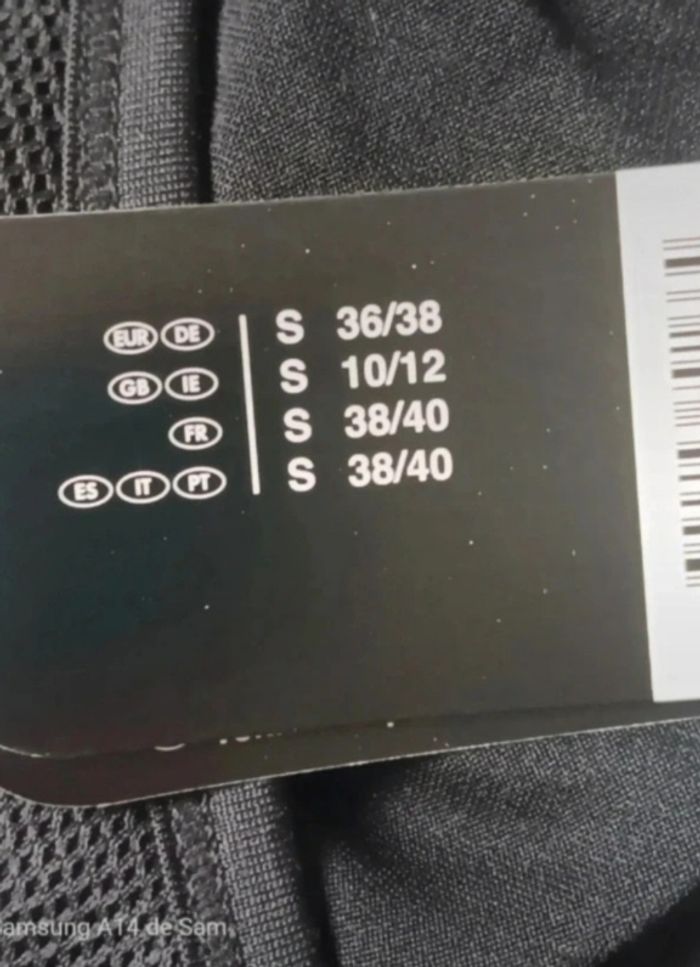 EUR DE S 36/38
GB IE S 10/12
FR S 38/40
ES IT PT S 38/40
amsung A14 de Sam